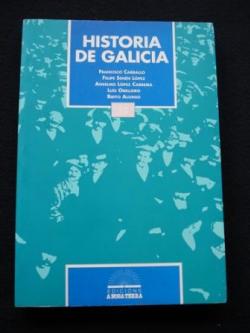 HISTORIA
DE GALICIA
FRANCISCO CARBALLO
FELIPE SENÉN LÓPEZ
ANSELMO LÓPEZ CARREIRA
LUIS OBELLEIRO
BIEITO ALONSO
EDICIÓNS
A NOSA TERRA